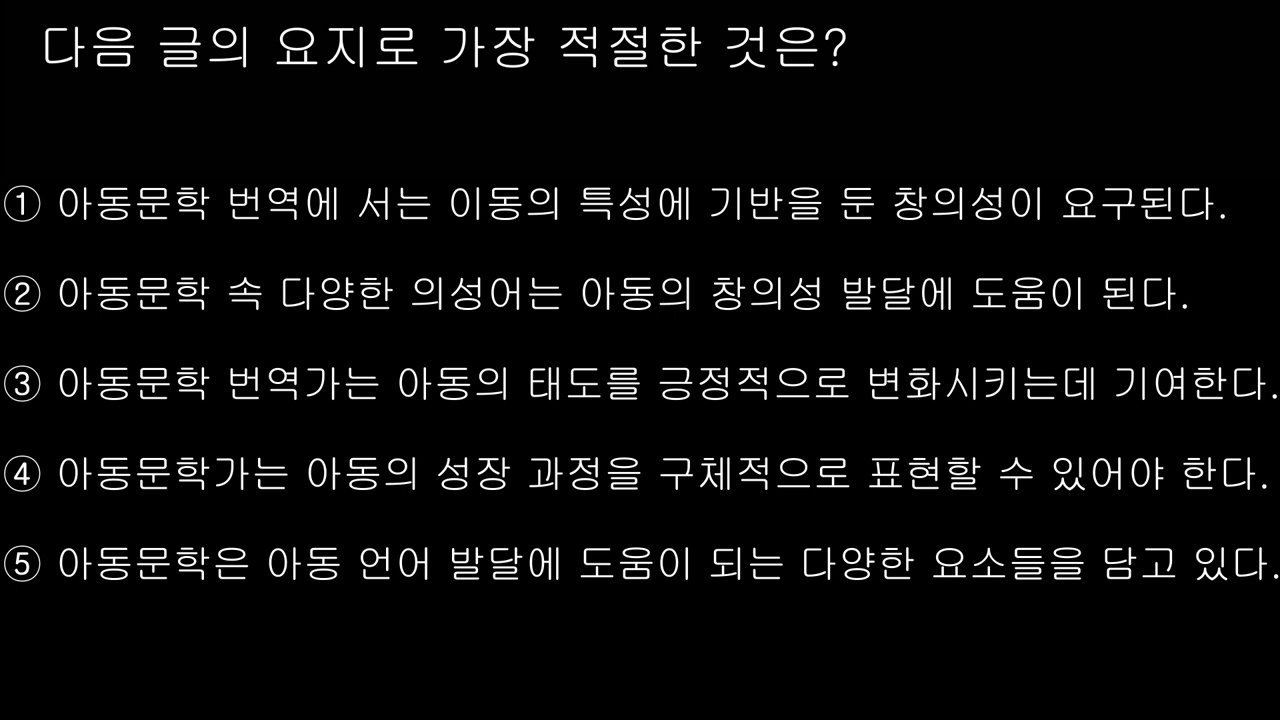 다음 글의 요지로 가장 적절한 것은?
① 아동문학 번역에 서는 이동의 특성에 기반을 둔 창의성이 요구된다.
② 아동문학 속 다양한 의성어는 아동의 창의성 발달에 도움이 된다.
③ 아동문학 번역가는 아동의 태도를 긍정적으로 변화시키는데 기여한다.
④ 아동문학가는 아동의 성장 과정을 구체적으로 표현할 수 있어야 한다.
⑤ 아동문학은 아동 언어 발달에 도움이 되는 다양한 요소들을 담고 있다.